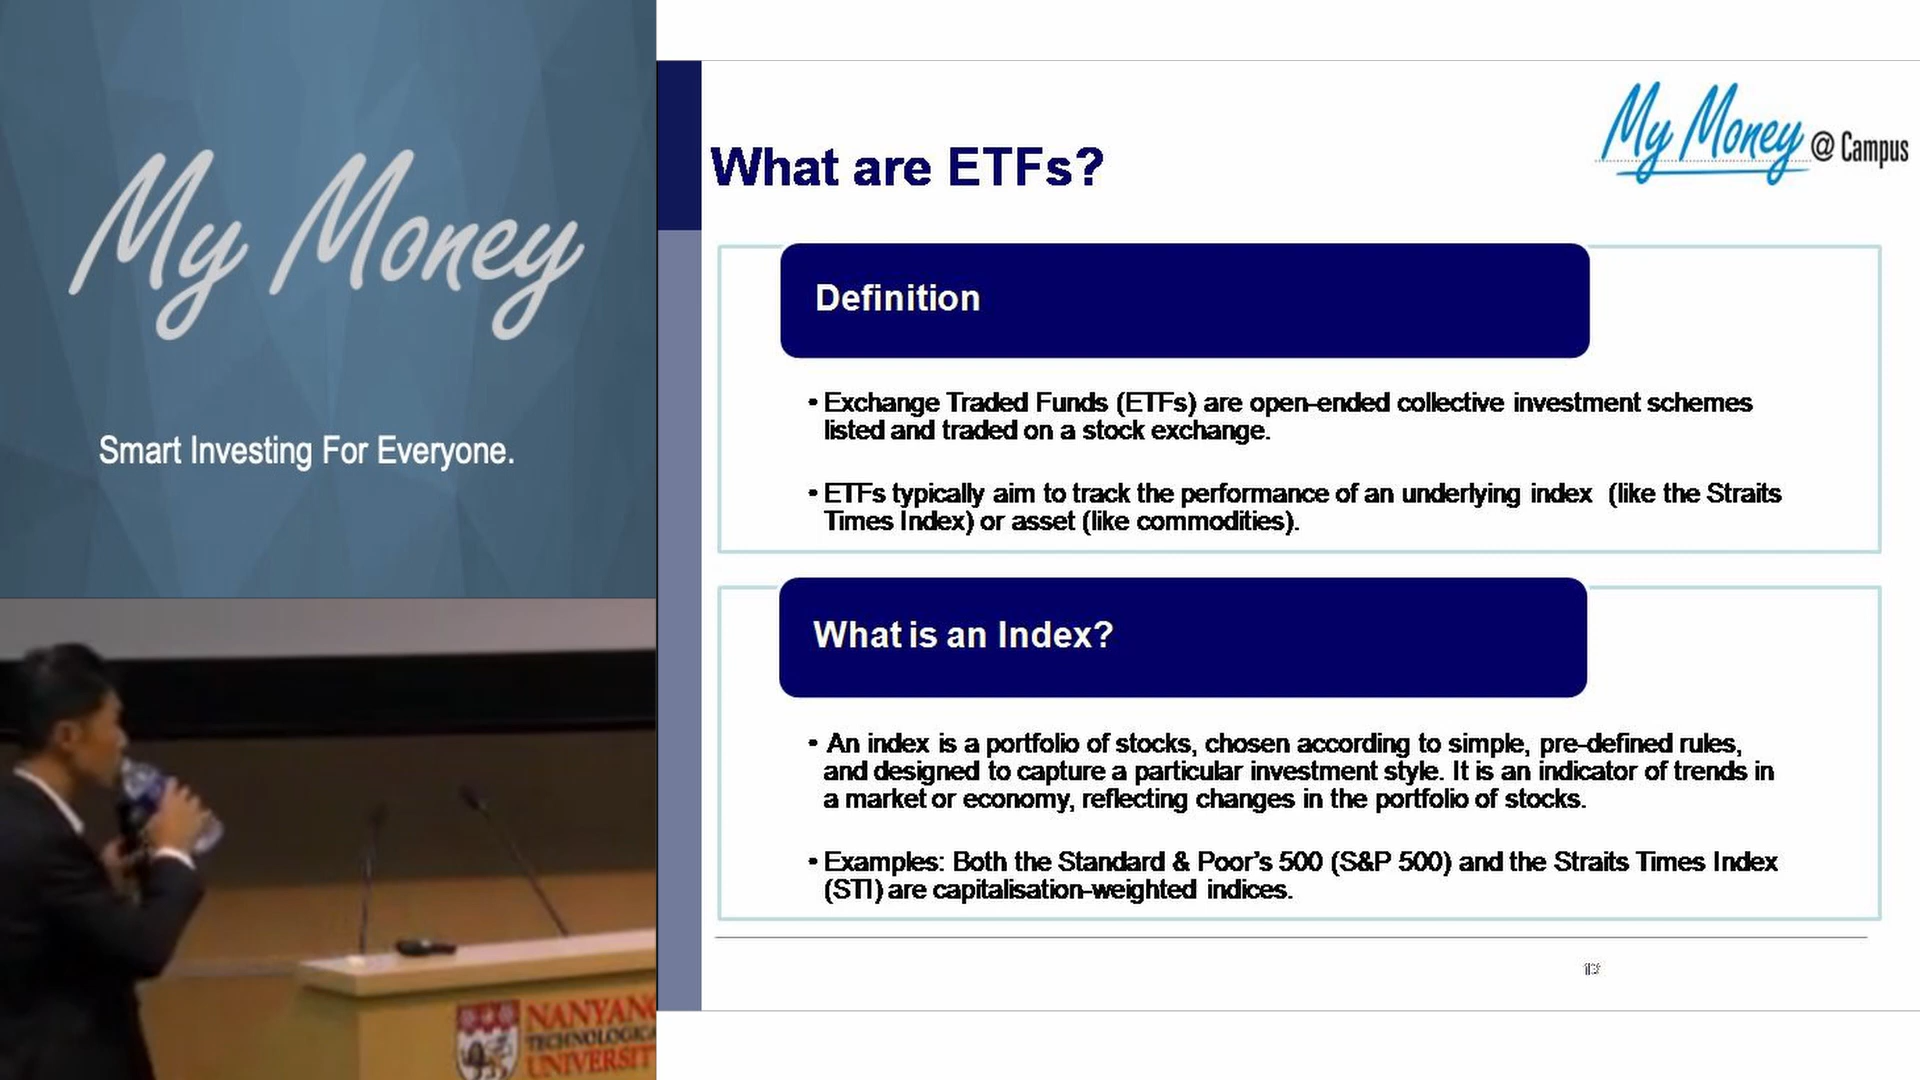 My Money
Smart Investing For Everyone.
NANYANG
TECHNOLOGICAL
UNIVERSITY
My Money @ Campus
What are ETFs?
Definition
• Exchange Traded Funds (ETFs) are open-ended collective investment schemes
listed and traded on a stock exchange.
• ETFs typically aim to track the performance of an underlying index (like the Straits
Times Index) or asset (like commodities).
What is an Index?
• An index is a portfolio of stocks, chosen according to simple, pre-defined rules,
and designed to capture a particular investment style. It is an indicator of trends in
a market or economy, reflecting changes in the portfolio of stocks.
• Examples: Both the Standard & Poor's 500 (S&P 500) and the Straits Times Index
(STI) are capitalisation-weighted indices.